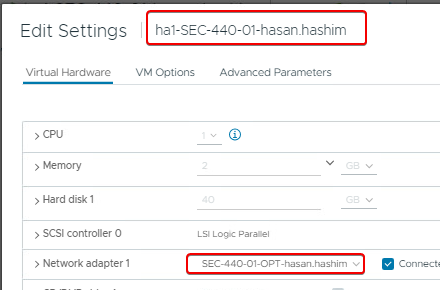 Edit Settings ha1-SEC-440-01-hasan.hashim
Virtual Hardware VM Options Advanced Parameters
CPU 1
Memory 2 GB
Hard disk 1 40 GB
SCSI controller 0 LSI Logic Parallel
Network adapter 1 SEC-440-01-OPT-hasan.hashim Connecte